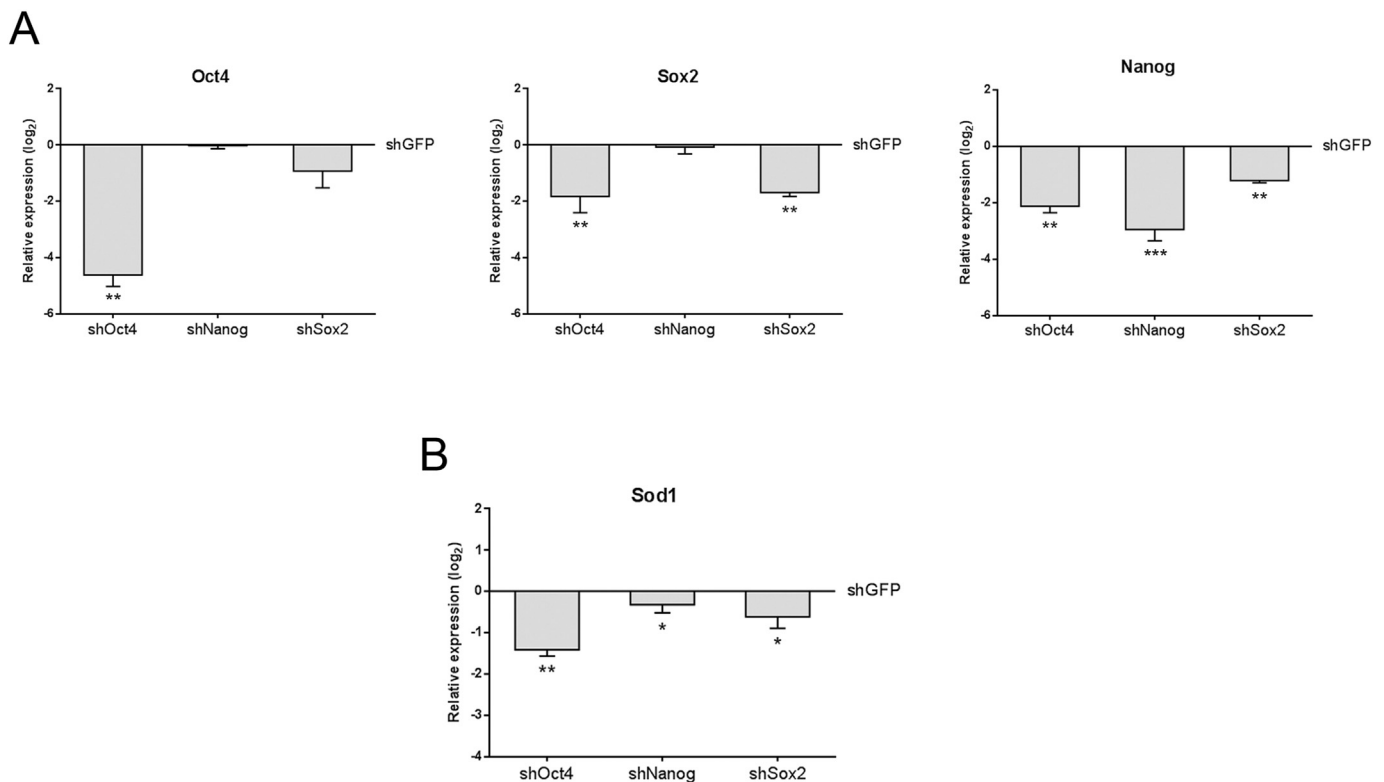 A
Oct4
Relative expression (log2)
2
0
-2
-4
-6
shGFP
**
shOct4 shNanog shSox2
Sox2
Relative expression (log2)
2
0
-2
-4
-6
shGFP
** **
shOct4 shNanog shSox2
Nanog
Relative expression (log2)
2
0
-2
-4
-6
shGFP
** *** **
shOct4 shNanog shSox2
B
Sod1
Relative expression (log2)
2
1
0
-1
-2
-3
-4
shGFP
** * *
shOct4 shNanog shSox2